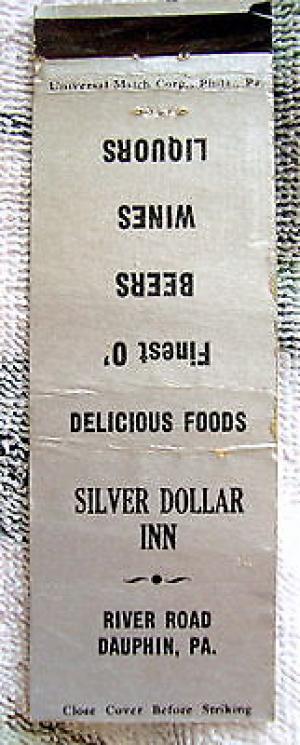 Universal Match Corp., Phila., Pa.
LIQUORS
WINES
BEERS
Finest O'
DELICIOUS FOODS
SILVER DOLLAR
INN
RIVER ROAD
DAUPHIN, PA.
Close Cover Before Striking